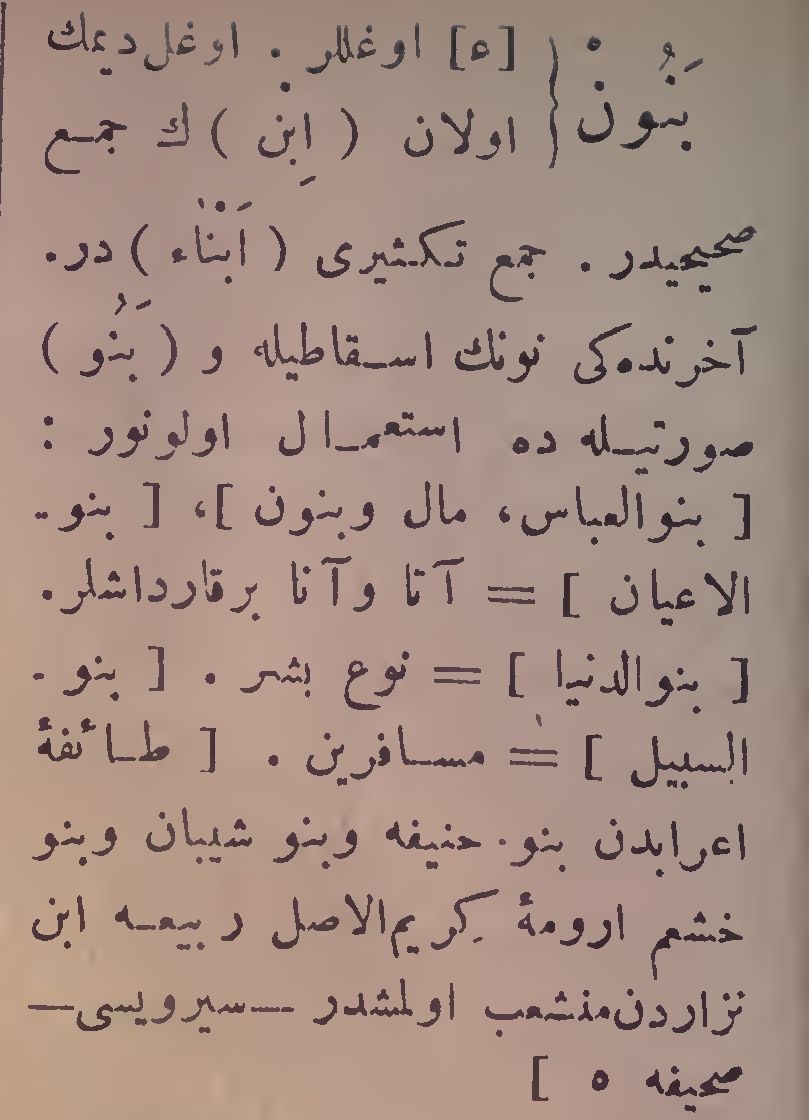 بَنُونْ { [ء] اوغللر . اوغل ديمك
اولان ( اِبْن ) ك جمع
صحيحيدر . جمع تكثيرى ( اَبْنَاء ) در.
آخرنده‌كى نونك اسقاطيله و ( بَنُو )
صورتيله ده استعمال اولونور :
[ بنوالعباس، مال وبنون ]، [ بنو-
الاعيان ] = آتا وآنا برقارداشلر.
[ بنوالدنيا ] = نوع بشر . [ بنو-
السبيل ] = مسافرين . [ طائفهٔ
اعرابدن بنو حنيفه وبنو شيبان وبنو
خشم ارومهٔ كريم‌الاصل ربيعه ابن
نزاردن منشعب اولمشدر —سيرويسى—
صحيفه ٥ ]